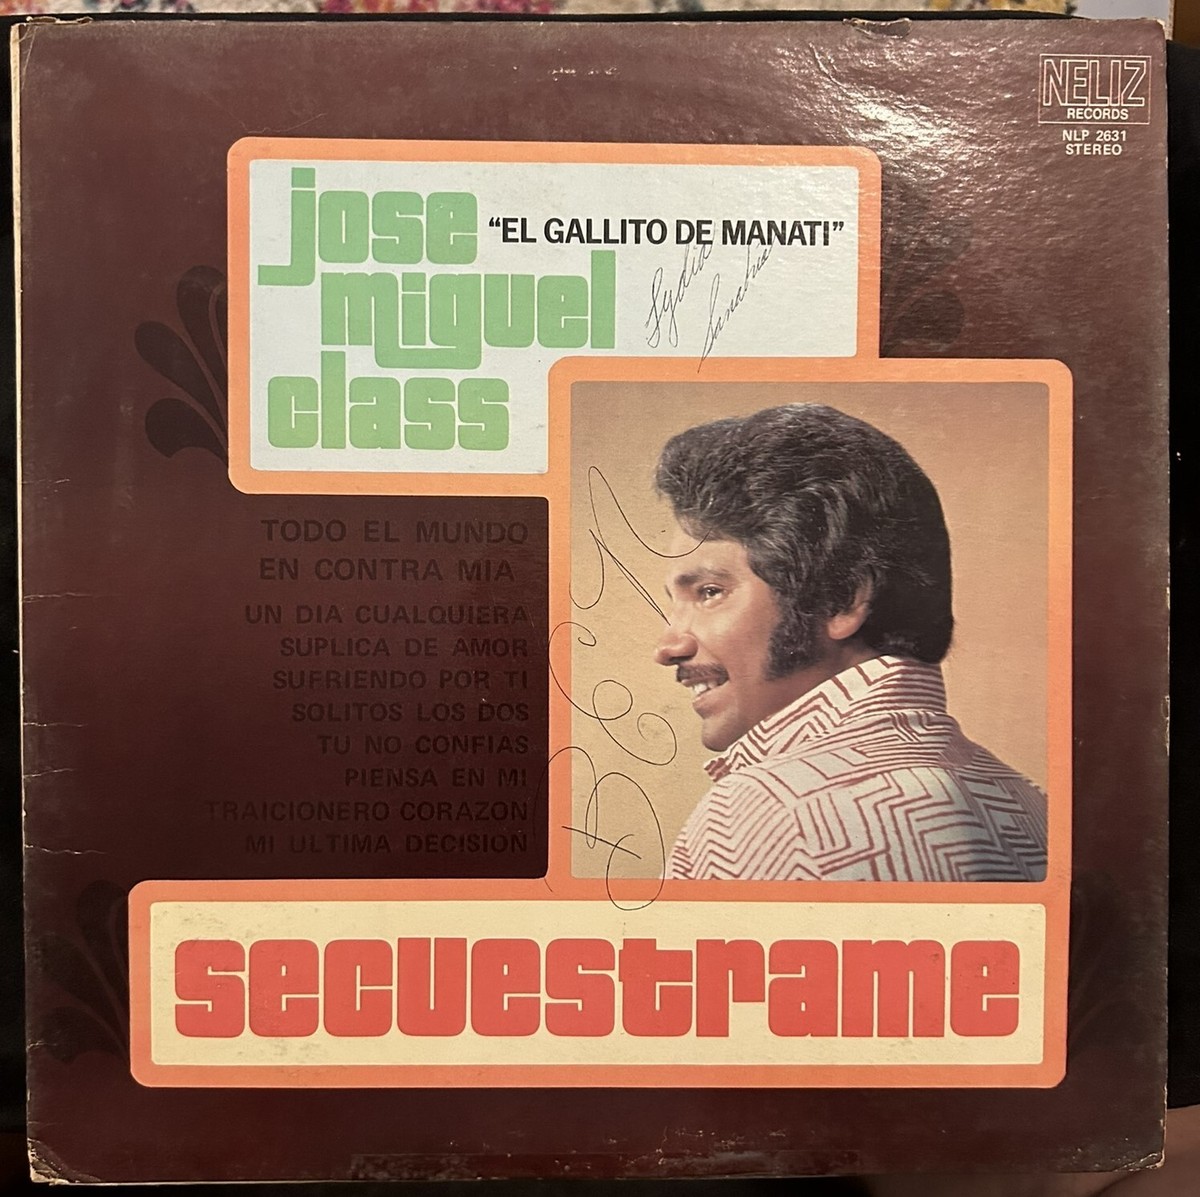 NELIZ
RECORDS
NLP 2631
STEREO
jose
"EL GALLITO DE MANATI"
miguel
class
Lydia
Sanabria
TODO EL MUNDO
EN CONTRA MIA
UN DIA CUALQUIERA
SUPLICA DE AMOR
SUFRIENDO POR TI
SOLITOS LOS DOS
TU NO CONFIAS
PIENSA EN MI
TRAICIONERO CORAZON
MI ULTIMA DECISION
secuestrame